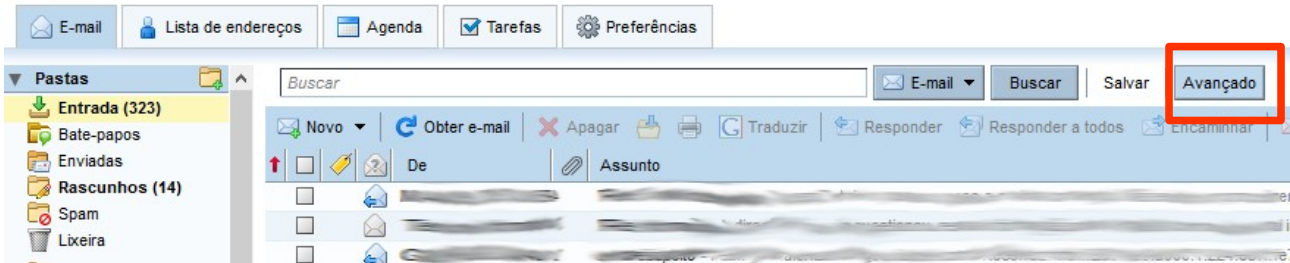 E-mail Lista de endereços Agenda Tarefas Preferências
Pastas
Buscar E-mail Buscar Salvar Avançado
Entrada (323)
Novo Obter e-mail Apagar Traduzir Responder Responder a todos Encaminhar
Bate-papos
Enviadas
De Assunto
Rascunhos (14)
Spam
Lixeira